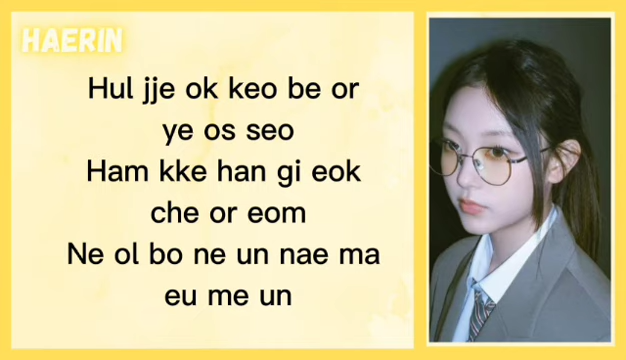 HAERIN
Hul jje ok keo be or
ye os seo
Ham kke han gi eok
che or eom
Ne ol bo ne un nae ma
eu me un